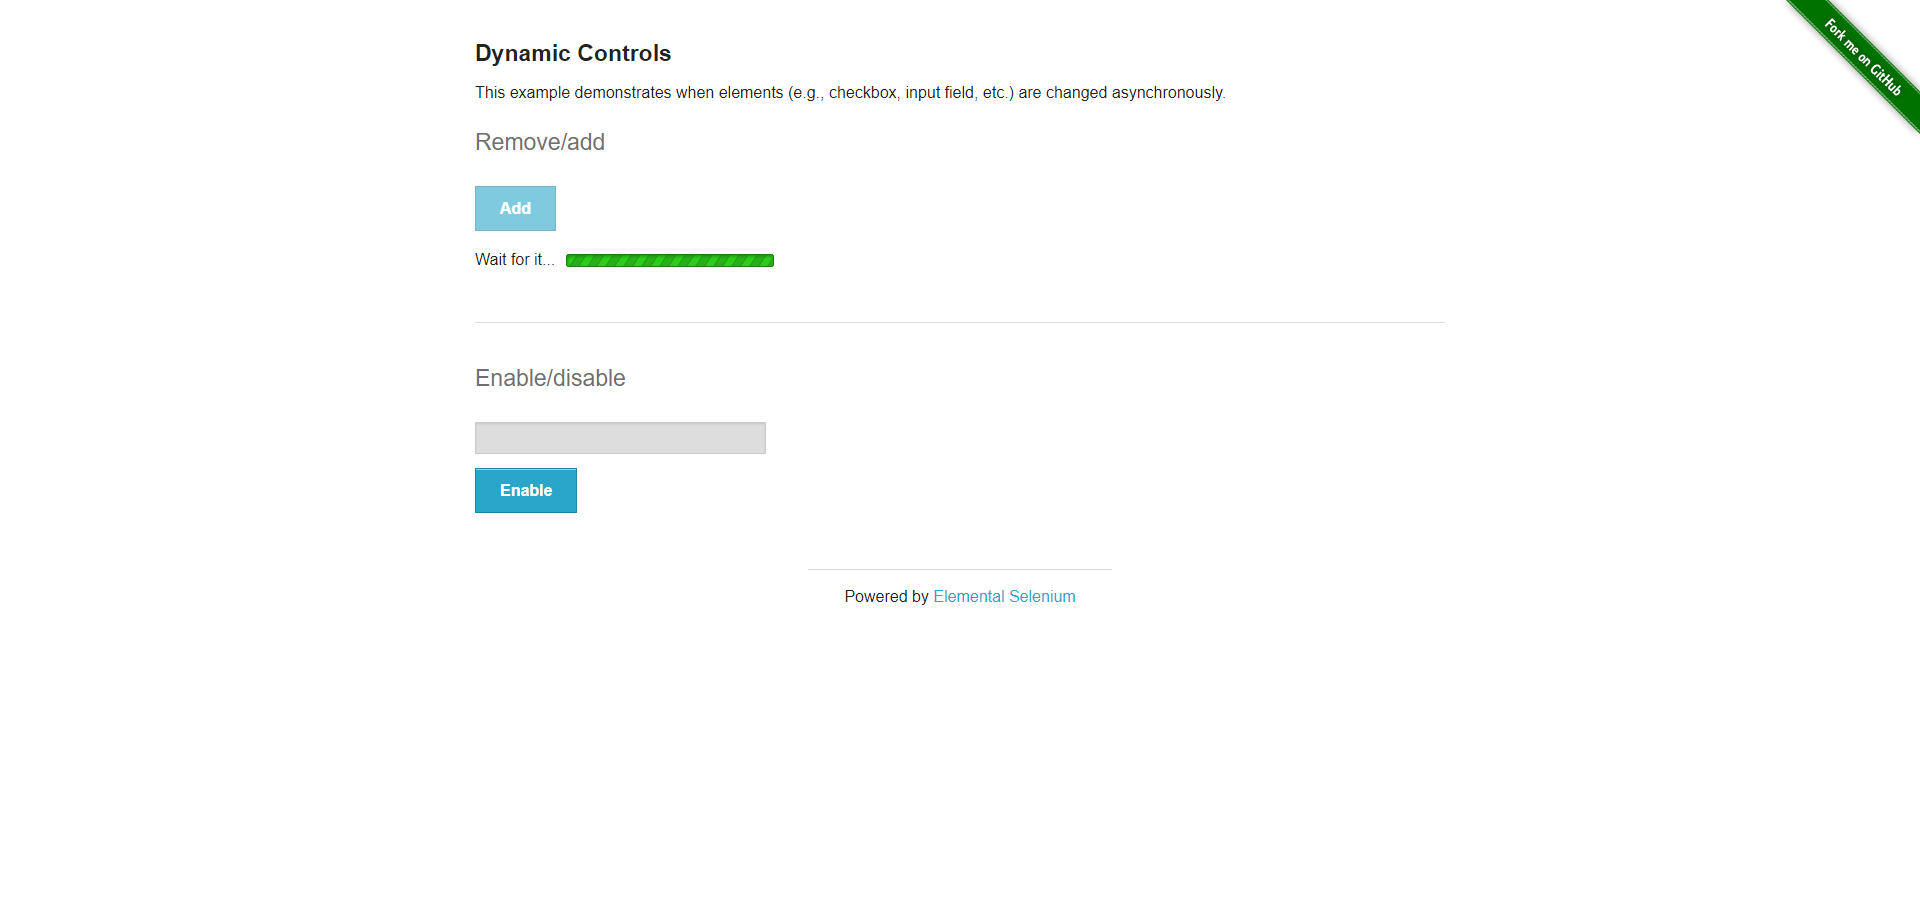 Fork me on GitHub
Dynamic Controls
This example demonstrates when elements (e.g., checkbox, input field, etc.) are changed asynchronously.
Remove/add
Add
Wait for it...
Enable/disable
Enable
Powered by Elemental Selenium